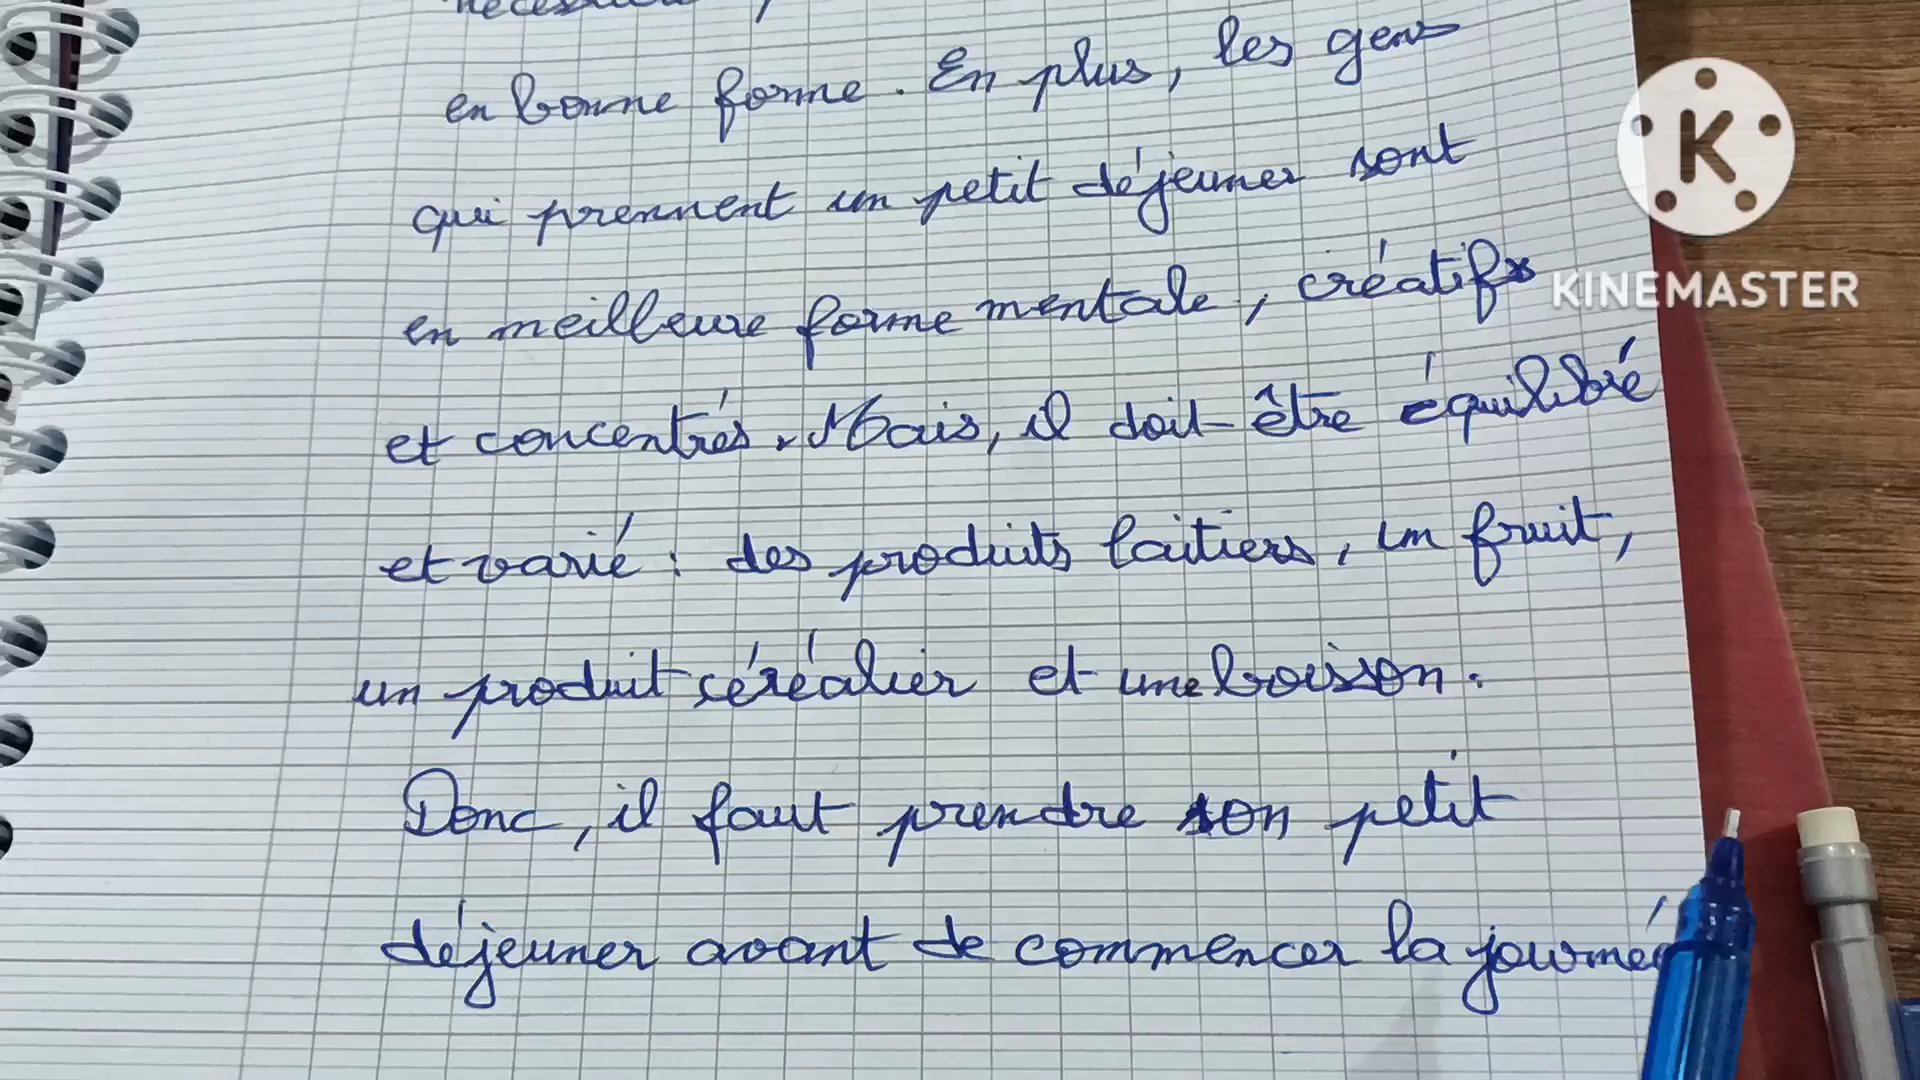 en bonne forme. En plus, les gens
qui prennent un petit déjeuner sont
en meilleure forme mentale, créatifs
et concentrés. Mais, il doit être équilibré
et varié : des produits laitiers, un fruit,
un produit céréalier et une boisson.
Donc, il faut prendre son petit
déjeuner avant de commencer la journé
K
KINEMASTER